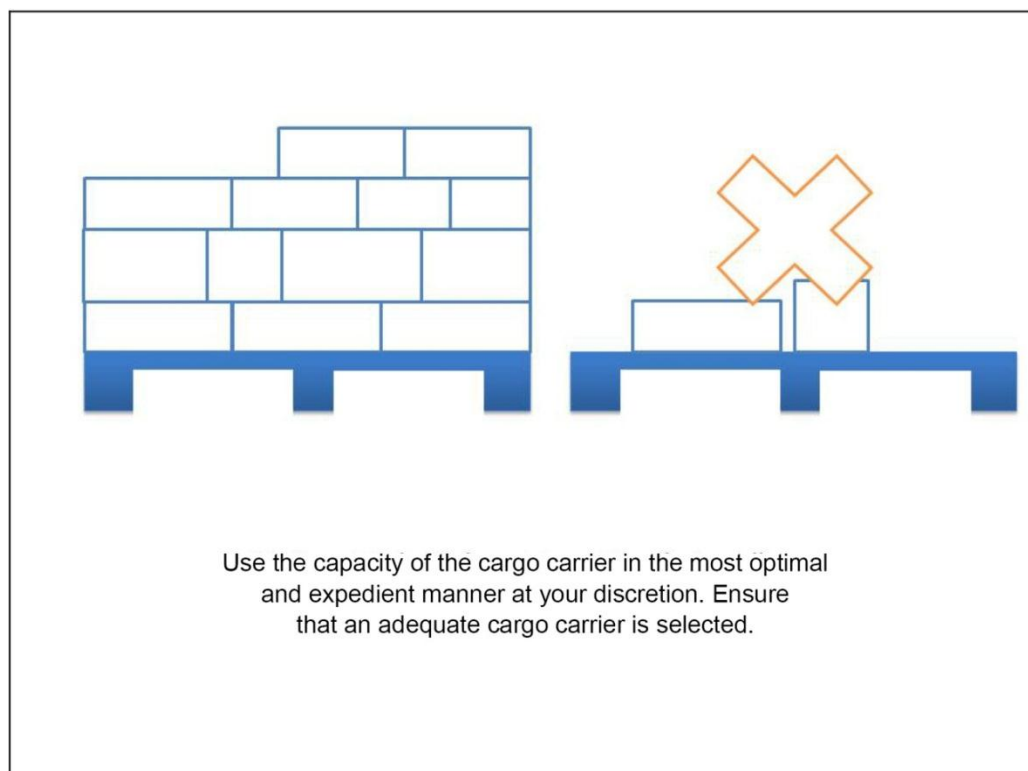 Use the capacity of the cargo carrier in the most optimal
and expedient manner at your discretion. Ensure
that an adequate cargo carrier is selected.